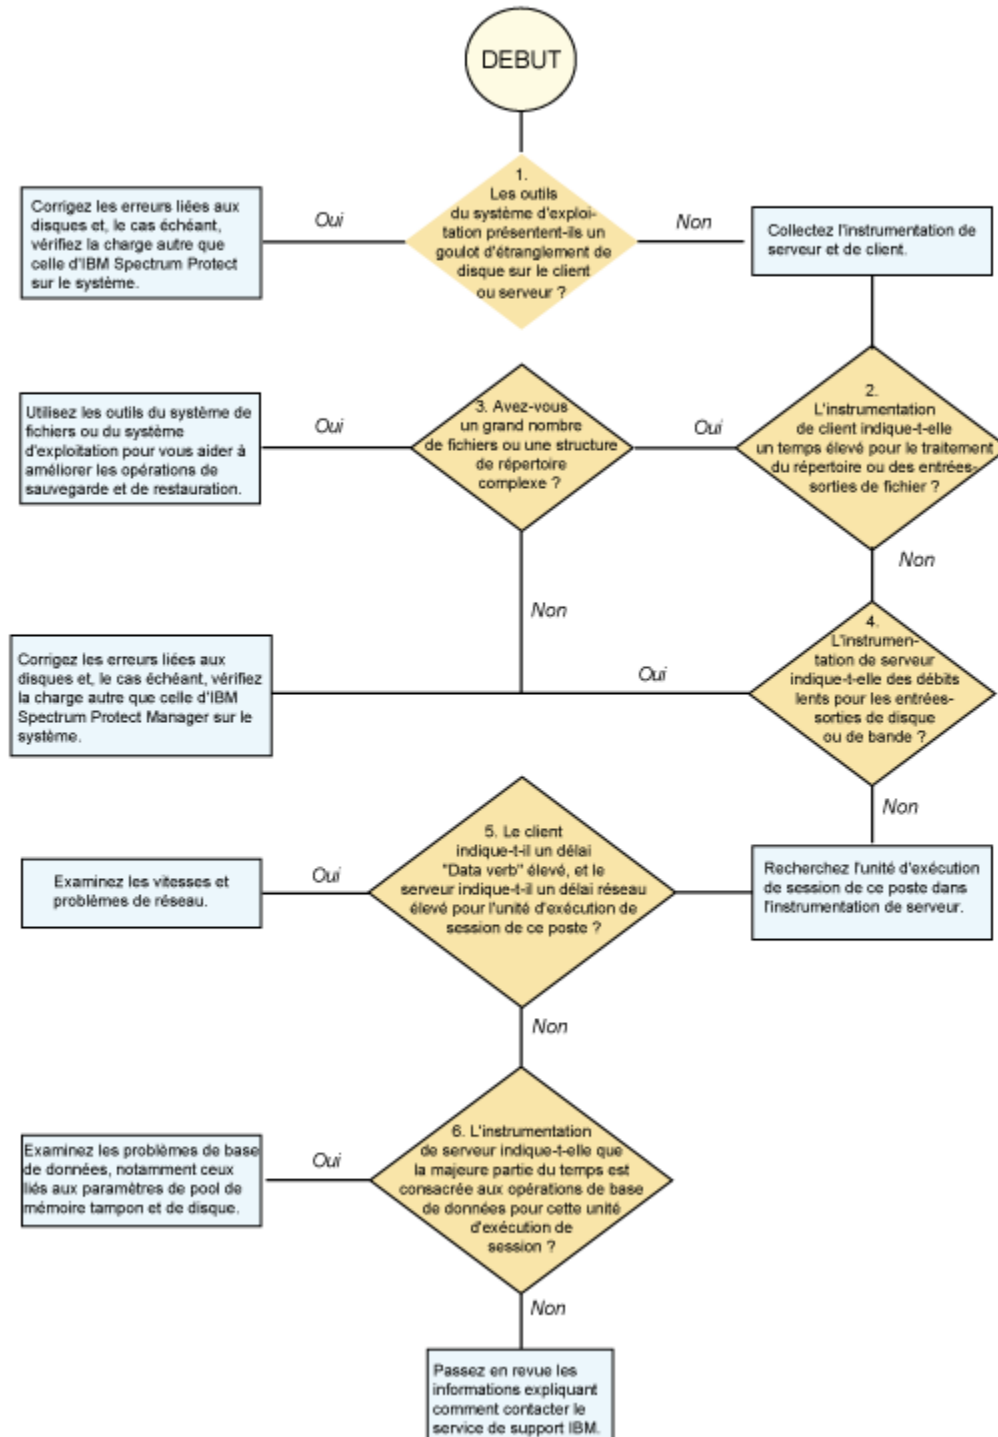 DEBUT
1.
Les outils
du système d'exploi-
tation présentent-ils un
goulot d'étranglement de
disque sur le client
ou serveur ?
Oui
Corrigez les erreurs liées aux
disques et, le cas échéant,
vérifiez la charge autre que
celle d'IBM Spectrum Protect
sur le système.
Non
Collectez l'instrumentation de
serveur et de client.
2.
L'instrumentation
de client indique-t-elle
un temps élevé pour le traitement
du répertoire ou des entrées-
sorties de fichier ?
Oui
3. Avez-vous
un grand nombre
de fichiers ou une structure
de répertoire
complexe ?
Oui
Utilisez les outils du système de
fichiers ou du système
d'exploitation pour vous aider à
améliorer les opérations de
sauvegarde et de restauration.
Non
Non
4.
L'instrumen-
tation de serveur
indique-t-elle des débits
lents pour les entrées-
sorties de disque
ou de bande ?
Oui
Corrigez les erreurs liées aux
disques et, le cas échéant, vérifiez
la charge autre que celle d'IBM
Spectrum Protect Manager sur le
système.
Non
Recherchez l'unité d'exécution
de session de ce poste dans
l'instrumentation de serveur.
5. Le client
indique-t-il un délai
"Data verb" élevé, et le
serveur indique-t-il un délai réseau
élevé pour l'unité d'exécution de
session de ce poste ?
Oui
Examinez les vitesses et
problèmes de réseau.
Non
6. L'instrumentation
de serveur indique-t-elle que
la majeure partie du temps est
consacrée aux opérations de base
de données pour cette unité
d'exécution de
session ?
Oui
Examinez les problèmes de base
de données, notamment ceux
liés aux paramètres de pool de
mémoire tampon et de disque.
Non
Passez en revue les
informations expliquant
comment contacter le
service de support IBM.